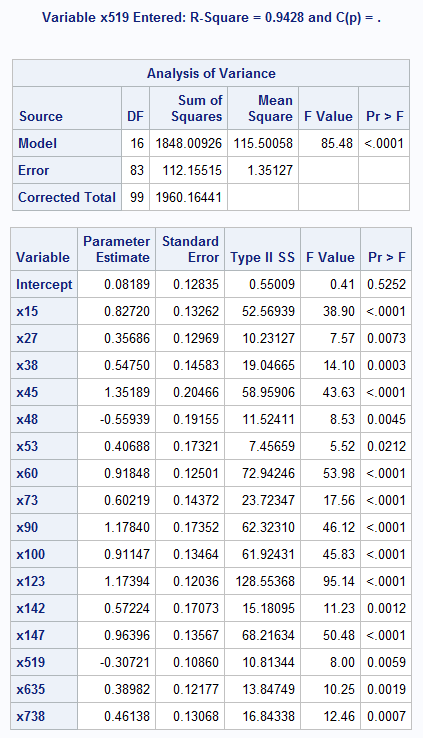 Variable x519 Entered: R-Square = 0.9428 and C(p) = .
Analysis of Variance
Source DF Sum of Squares Mean Square F Value Pr > F
Model 16 1848.00926 115.50058 85.48 <.0001
Error 83 112.15515 1.35127
Corrected Total 99 1960.16441
Variable Parameter Estimate Standard Error Type II SS F Value Pr > F
Intercept 0.08189 0.12835 0.55009 0.41 0.5252
x15 0.82720 0.13262 52.56939 38.90 <.0001
x27 0.35686 0.12969 10.23127 7.57 0.0073
x38 0.54750 0.14583 19.04665 14.10 0.0003
x45 1.35189 0.20466 58.95906 43.63 <.0001
x48 -0.55939 0.19155 11.52411 8.53 0.0045
x53 0.40688 0.17321 7.45659 5.52 0.0212
x60 0.91848 0.12501 72.94246 53.98 <.0001
x73 0.60219 0.14372 23.72347 17.56 <.0001
x90 1.17840 0.17352 62.32310 46.12 <.0001
x100 0.91147 0.13464 61.92431 45.83 <.0001
x123 1.17394 0.12036 128.55368 95.14 <.0001
x142 0.57224 0.17073 15.18095 11.23 0.0012
x147 0.96396 0.13567 68.21634 50.48 <.0001
x519 -0.30721 0.10860 10.81344 8.00 0.0059
x635 0.38982 0.12177 13.84749 10.25 0.0019
x738 0.46138 0.13068 16.84338 12.46 0.0007